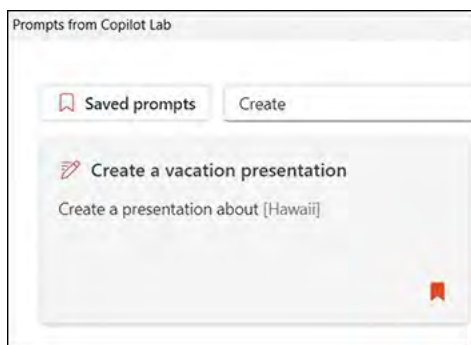 Prompts from Copilot Lab
Saved prompts
Create
Create a vacation presentation
Create a presentation about [Hawaii]